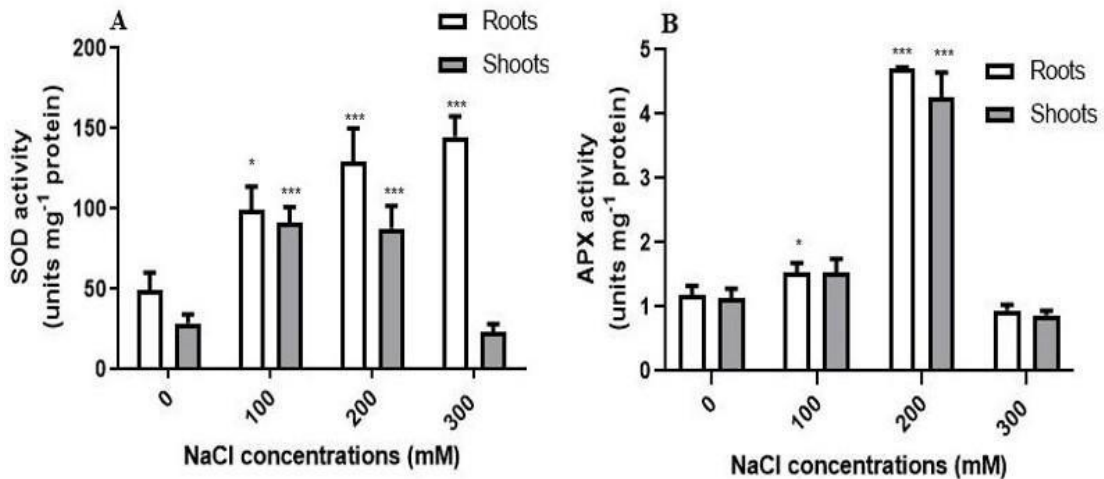 A
Roots
Shoots
SOD activity
(units mg⁻¹ protein)
200
150
100
50
0
*
***
***
***
***
0
100
200
300
NaCl concentrations (mM)
B
Roots
Shoots
APX activity
(units mg⁻¹ protein)
5
4
3
2
1
0
*
***
***
0
100
200
300
NaCl concentrations (mM)